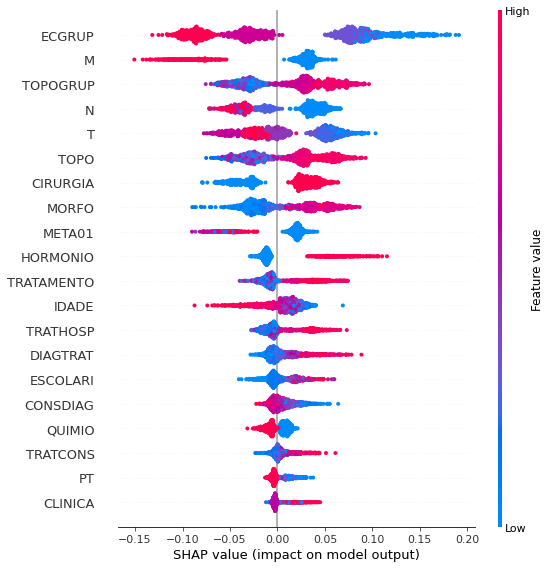 High
ECGRUP
M
TOPOGRUP
N
T
TOPO
CIRURGIA
MORFO
META01
HORMONIO
TRATAMENTO
IDADE
TRATHOSP
DIAGTRAT
ESCOLARI
CONSDIAG
QUIMIO
TRATCONS
PT
CLINICA
Feature value
Low
−0.15 −0.10 −0.05 0.00 0.05 0.10 0.15 0.20
SHAP value (impact on model output)